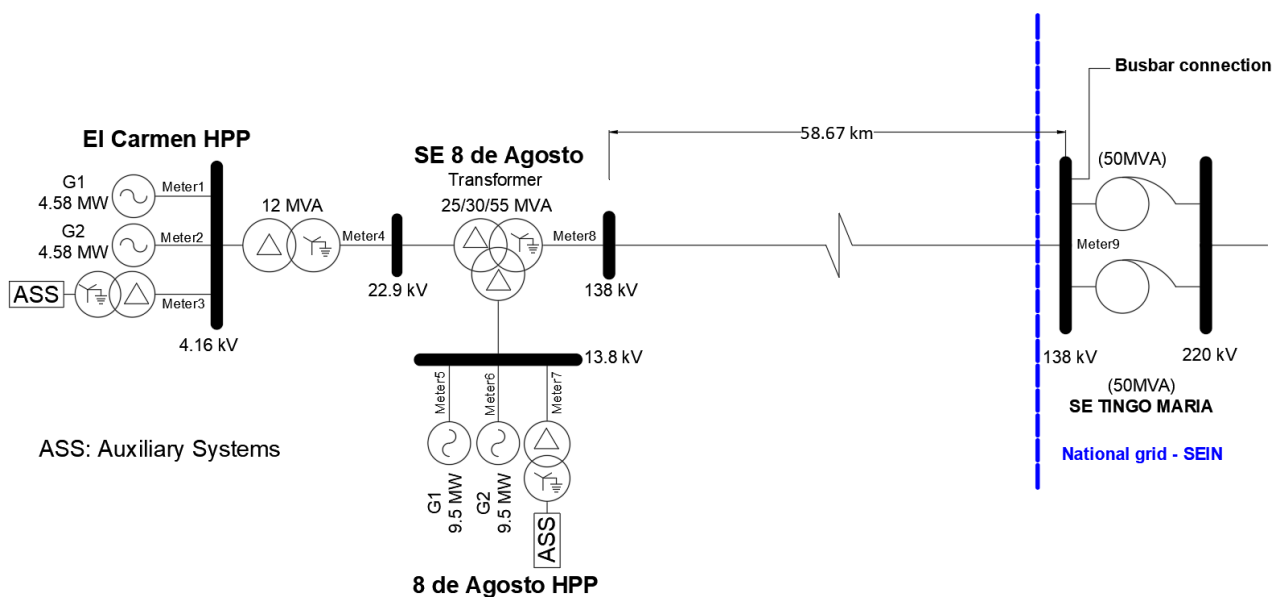 El Carmen HPP
G1
4.58 MW
Meter1
G2
4.58 MW
Meter2
ASS
Meter3
4.16 kV
12 MVA
Meter4
22.9 kV
SE 8 de Agosto
Transformer
25/30/55 MVA
Meter8
138 kV
58.67 km
Busbar connection
(50MVA)
Meter9
138 kV
220 kV
(50MVA)
SE TINGO MARIA
National grid - SEIN
13.8 kV
Meter5
Meter6
Meter7
G1
9.5 MW
G2
9.5 MW
ASS
8 de Agosto HPP
ASS: Auxiliary Systems